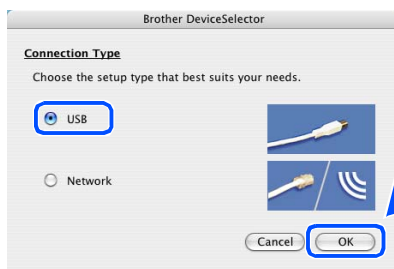 Brother DeviceSelector
Connection Type
Choose the setup type that best suits your needs.
USB
Network
Cancel OK